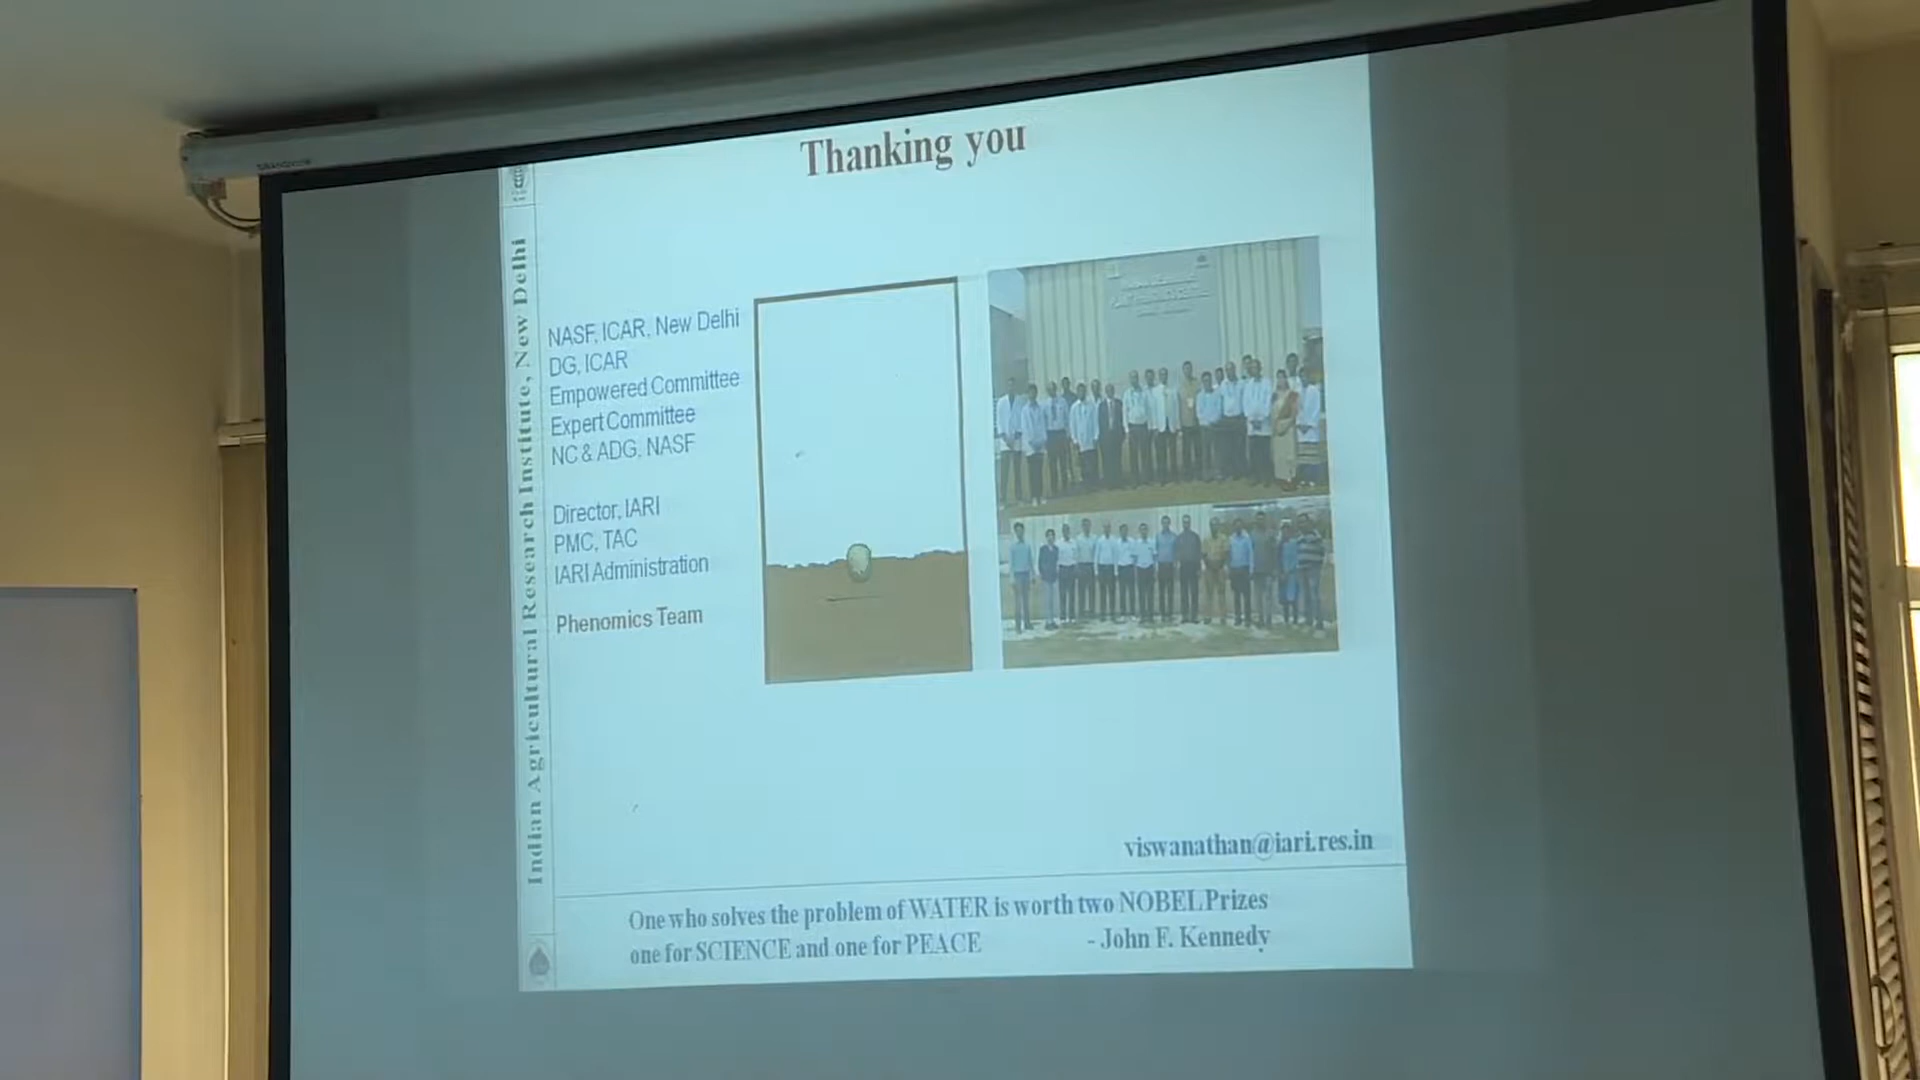 Thanking you
Indian Agricultural Research Institute, New Delhi
NASF, ICAR, New Delhi
DG, ICAR
Empowered Committee
Expert Committee
NC & ADG, NASF
Director, IARI
PMC, TAC
IARI Administration
Phenomics Team
viswanathan@iari.res.in
One who solves the problem of WATER is worth two NOBEL Prizes
one for SCIENCE and one for PEACE - John F. Kennedy